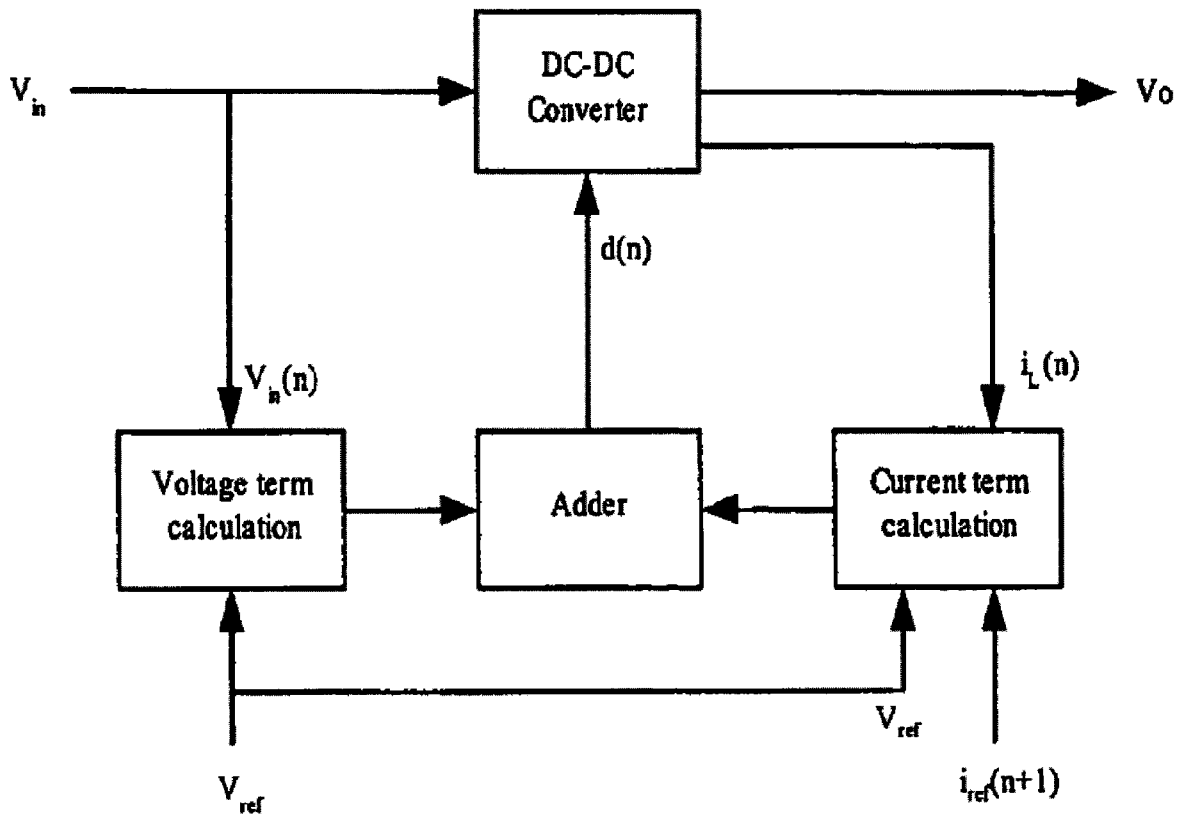 DC-DC
Converter
V_in
Vo
d(n)
V_in(n)
i_L(n)
Voltage term
calculation
Adder
Current term
calculation
V_ref
V_ref
i_ref(n+1)